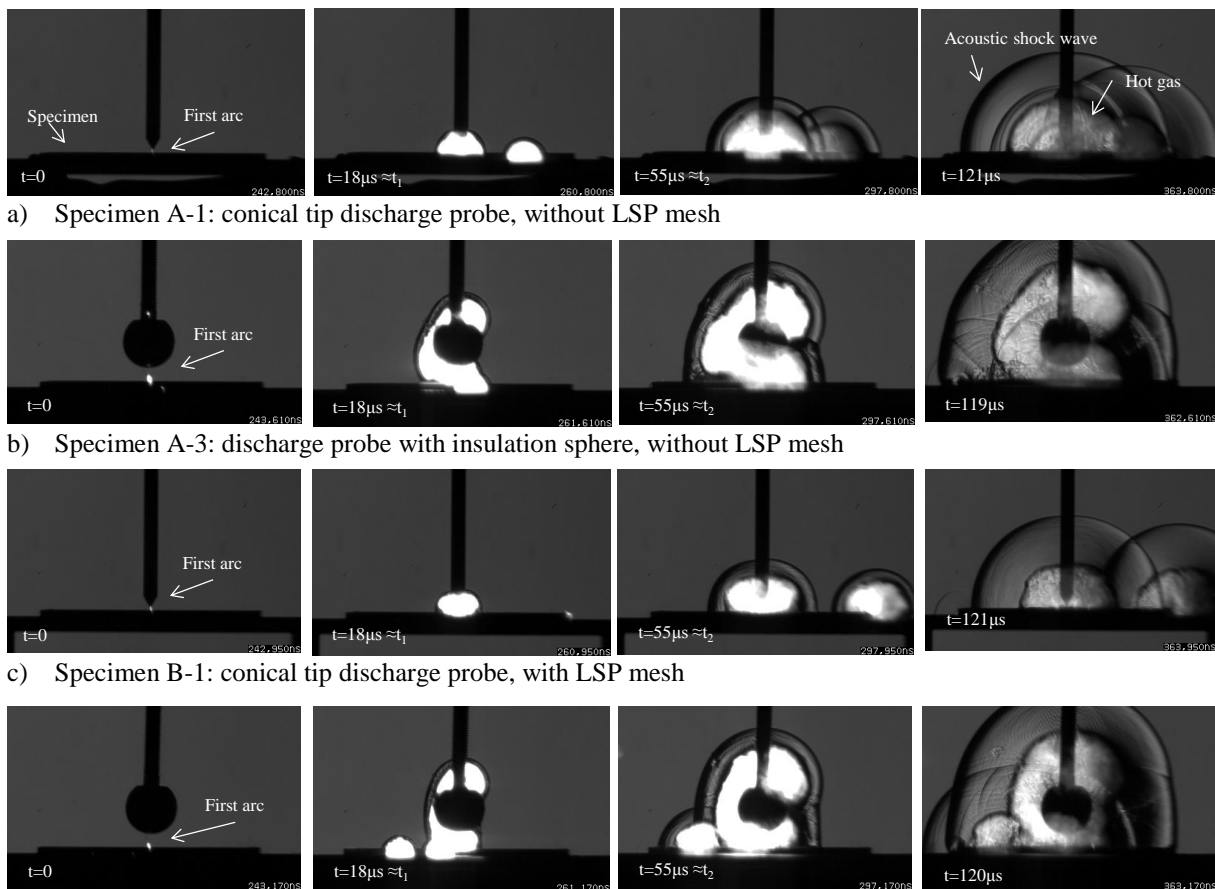 Specimen
First arc
t=0
242,800ns
t=18μs ≈t₁
260,800ns
t=55μs ≈t₂
297,800ns
Acoustic shock wave
Hot gas
t=121μs
363,800ns
a) Specimen A-1: conical tip discharge probe, without LSP mesh
First arc
t=0
243,610ns
t=18μs ≈t₁
261,610ns
t=55μs ≈t₂
297,610ns
t=119μs
362,610ns
b) Specimen A-3: discharge probe with insulation sphere, without LSP mesh
First arc
t=0
242,950ns
t=18μs ≈t₁
260,950ns
t=55μs ≈t₂
297,950ns
t=121μs
363,950ns
c) Specimen B-1: conical tip discharge probe, with LSP mesh
First arc
t=0
243,170ns
t=18μs ≈t₁
261,170ns
t=55μs ≈t₂
297,170ns
t=120μs
363,170ns